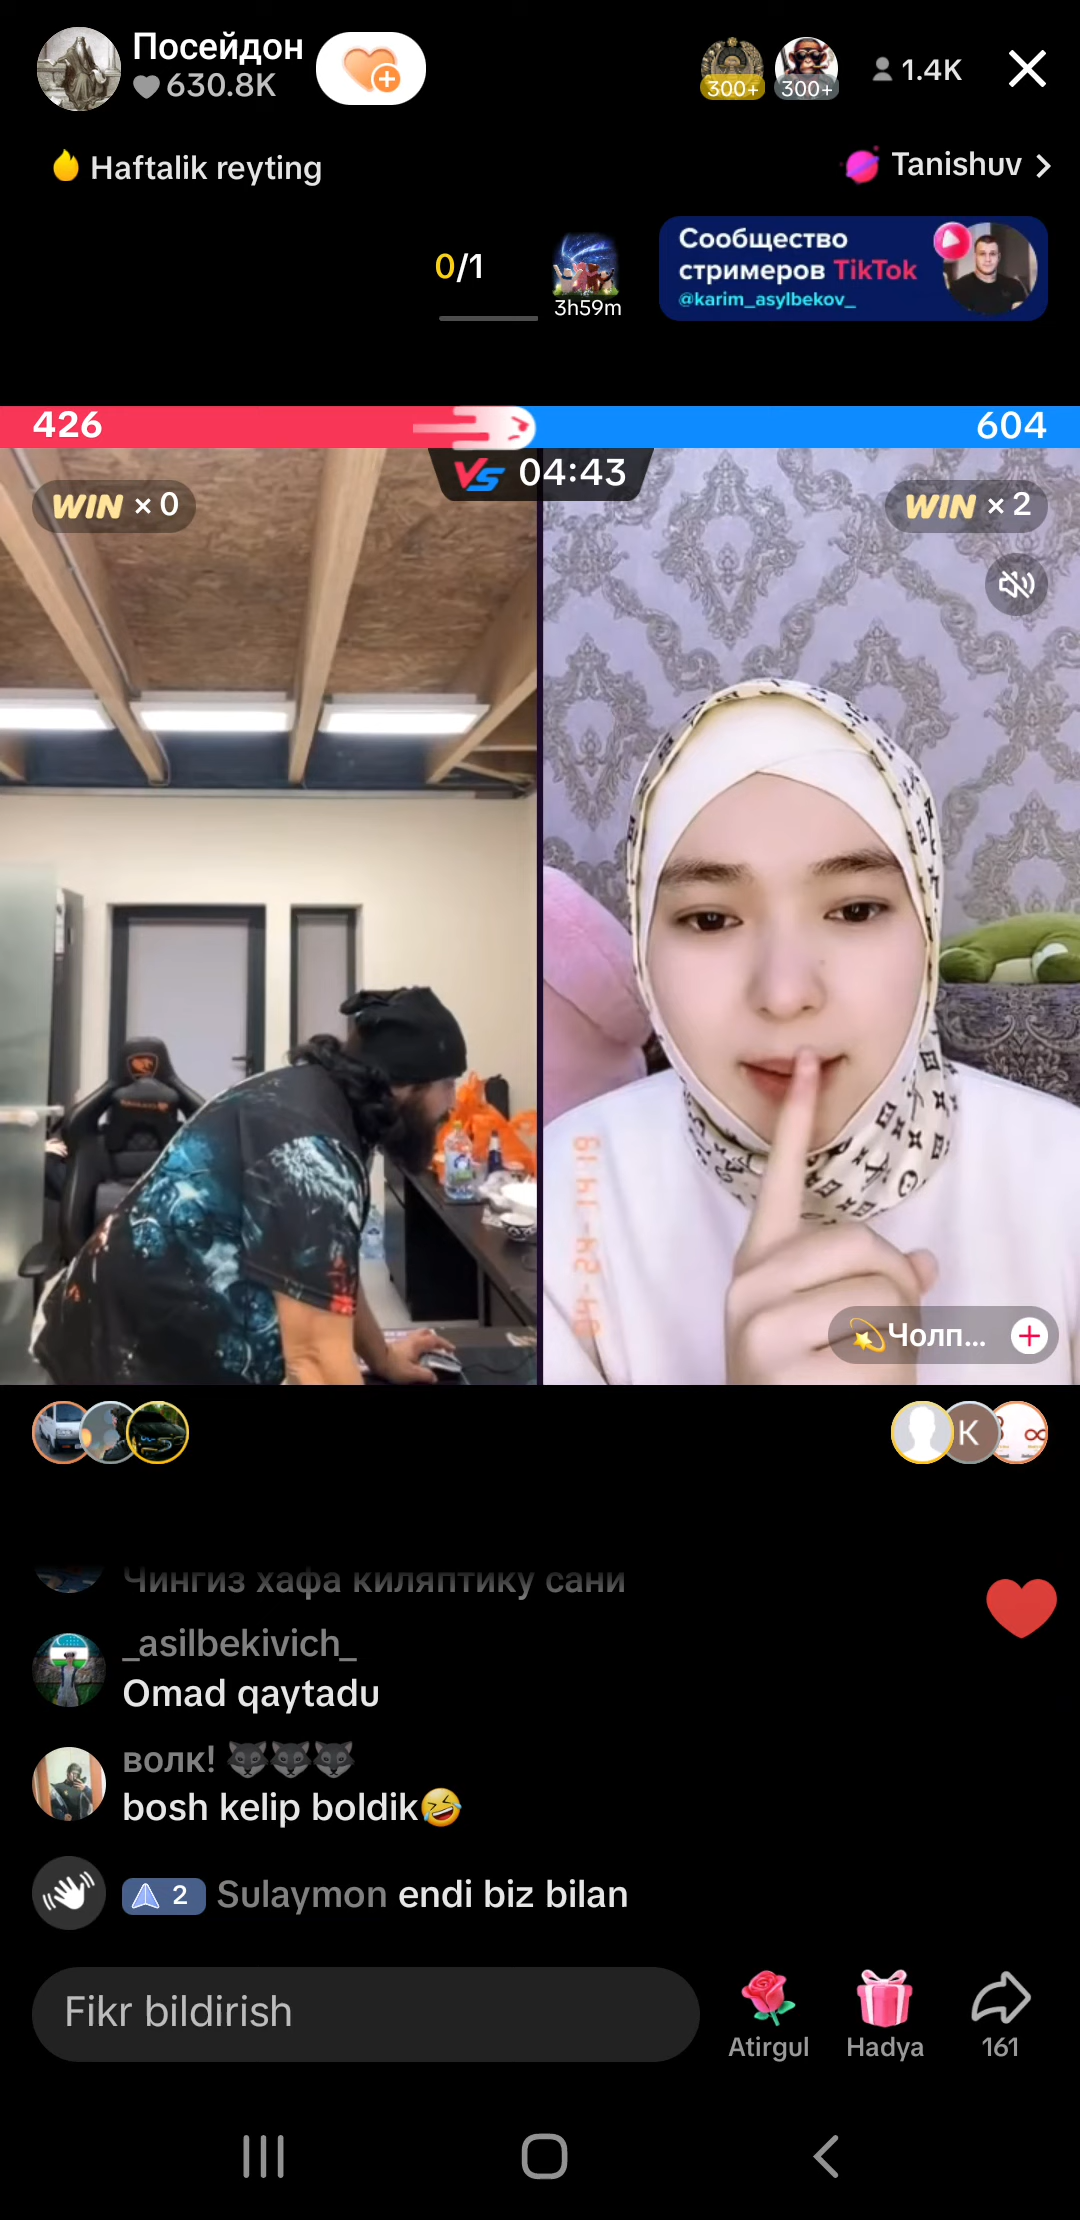 Посейдон
630.8K
300+
300+
1.4K
Haftalik reyting
Tanishuv
0/1
3h59m
Сообщество
стримеров TikTok
@karim_asylbekov_
426
604
VS 04:43
WIN × 0
WIN × 2
Чолп...
K
Чингиз хафа киляптику сани
_asilbekivich_
Omad qaytadu
волк! 🐺🐺🐺
bosh kelip boldik🤣
2 Sulaymon endi biz bilan
Fikr bildirish
Atirgul
Hadya
161